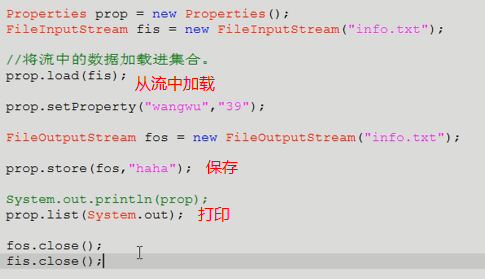 Properties prop = new Properties();
FileInputStream fis = new FileInputStream("info.txt");
//将流中的数据加载进集合。
prop.load(fis); 从流中加载
prop.setProperty("wangwu","39");
FileOutputStream fos = new FileOutputStream("info.txt");
prop.store(fos,"haha"); 保存
System.out.println(prop);
prop.list(System.out); 打印
fos.close();
fis.close();